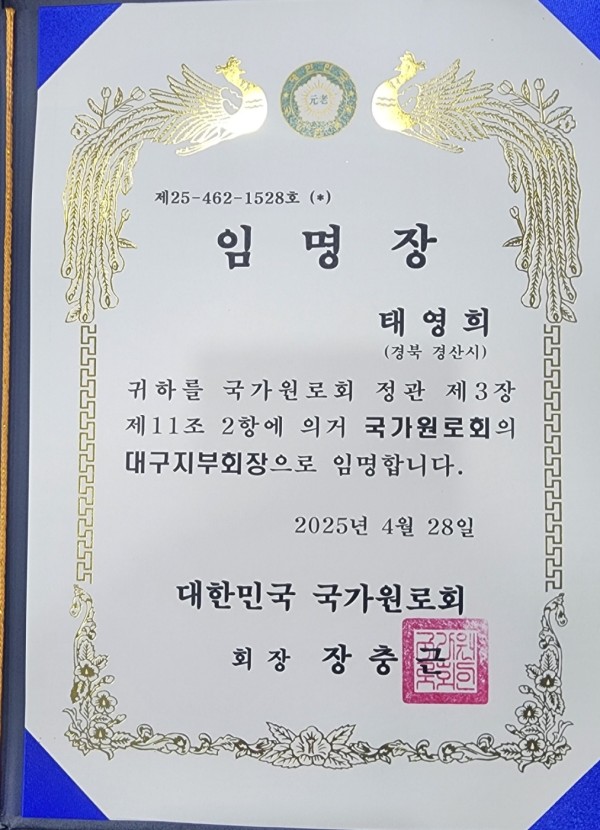 元老
제25-462-1528호 (*)
임 명 장
태 영 희
(경북 경산시)
귀하를 국가원로회 정관 제3장
제11조 2항에 의거 국가원로회의
대구지부회장으로 임명합니다.
2025년 4월 28일
대한민국 국가원로회
회장 장 충 근